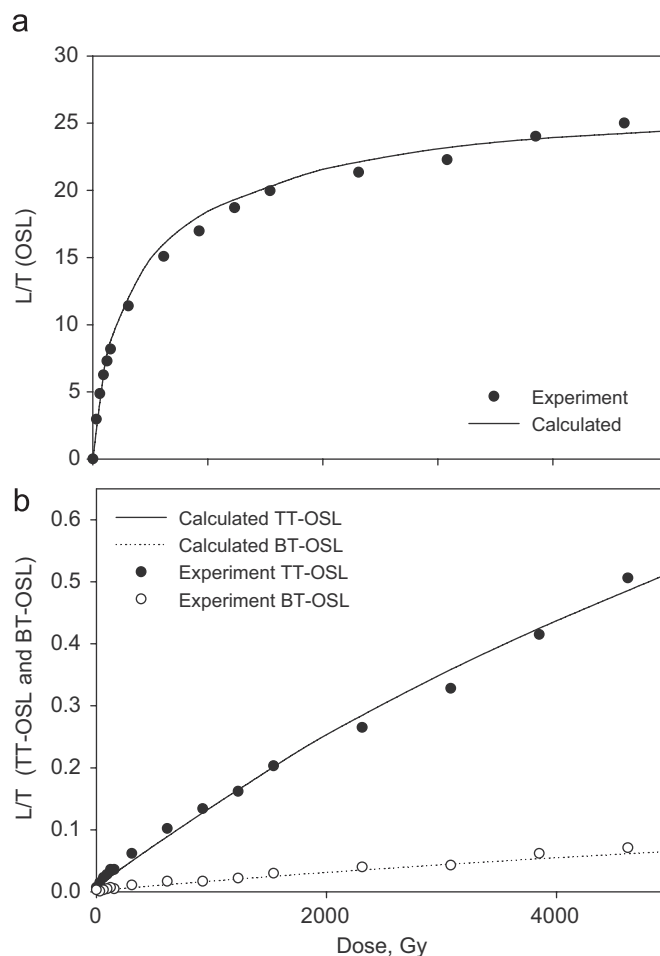 a
30
25
20
15
10
5
0
L/T (OSL)
Experiment
Calculated
b
Calculated TT-OSL
Calculated BT-OSL
Experiment TT-OSL
Experiment BT-OSL
0.6
0.5
0.4
0.3
0.2
0.1
0.0
L/T (TT-OSL and BT-OSL)
0 2000 4000
Dose, Gy